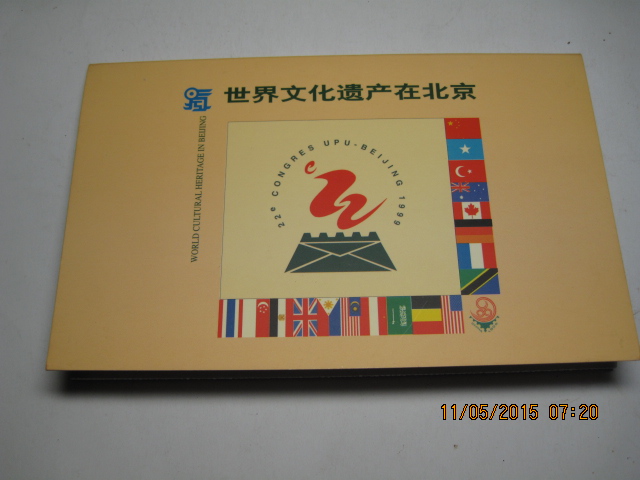 世界文化遗产在北京
WORLD CULTURAL HERITAGE IN BEIJING
22e CONGRES UPU-BEIJING 1999
11/05/2015 07:20